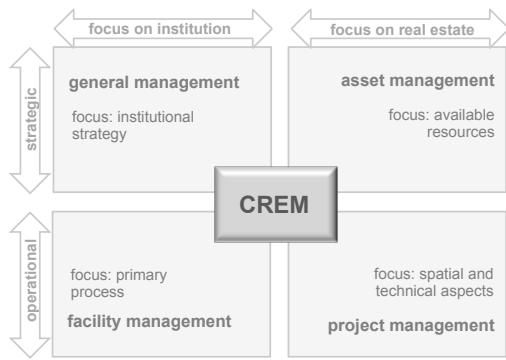 focus on institution
focus on real estate
strategic
general management
focus: institutional
strategy
asset management
focus: available
resources
CREM
operational
focus: primary
process
facility management
focus: spatial and
technical aspects
project management